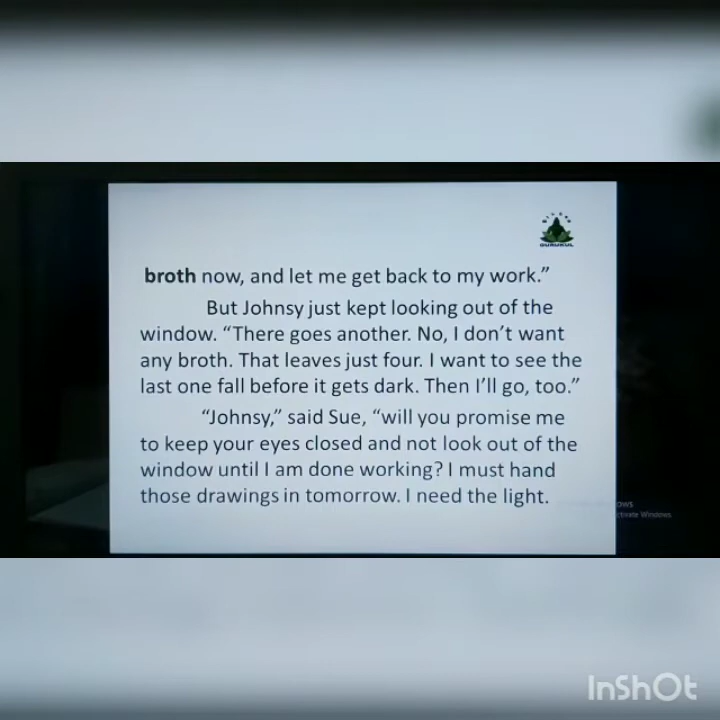 GURUKUL
broth now, and let me get back to my work.”
But Johnsy just kept looking out of the
window. “There goes another. No, I don’t want
any broth. That leaves just four. I want to see the
last one fall before it gets dark. Then I’ll go, too.”
“Johnsy,” said Sue, “will you promise me
to keep your eyes closed and not look out of the
window until I am done working? I must hand
those drawings in tomorrow. I need the light.
ctivate Windows
InShOt